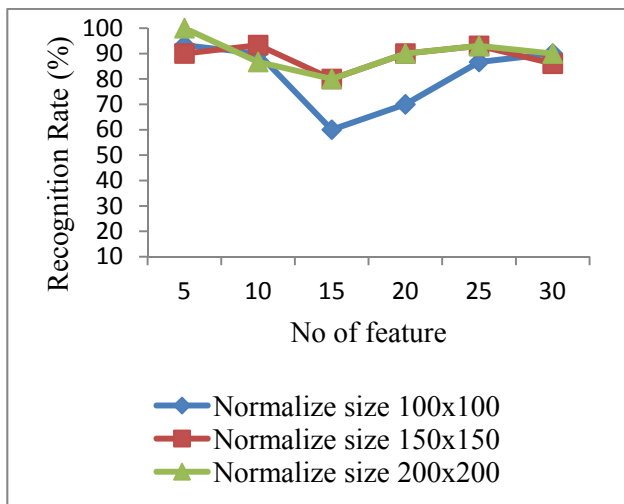 100
90
80
70
60
50
40
30
20
10
Recognition Rate (%)
5 10 15 20 25 30
No of feature
Normalize size 100x100
Normalize size 150x150
Normalize size 200x200